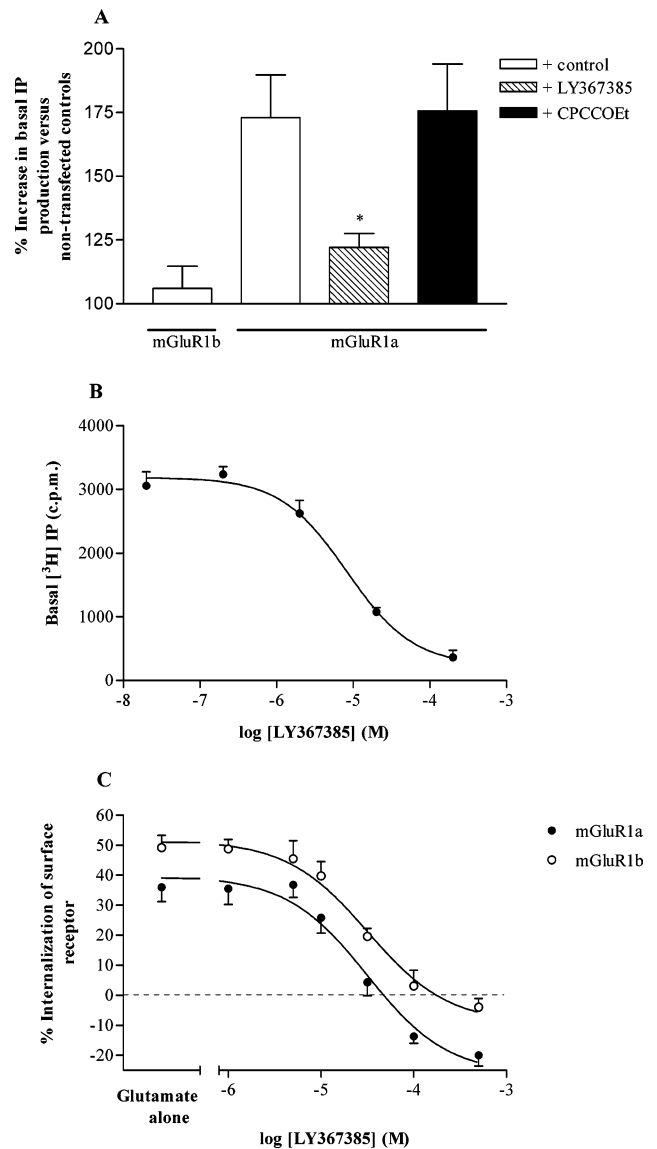 A
% Increase in basal IP
production versus
non-transfected controls
200
175
150
125
100
*
+ control
+ LY367385
+ CPCCOEt
mGluR1b
mGluR1a
B
Basal [³H] IP (c.p.m.)
4000
3000
2000
1000
0
-8
-7
-6
-5
-4
-3
log [LY367385] (M)
C
% Internalization of surface
receptor
60
50
40
30
20
10
0
-10
-20
mGluR1a
mGluR1b
Glutamate
alone
-6
-5
-4
-3
log [LY367385] (M)